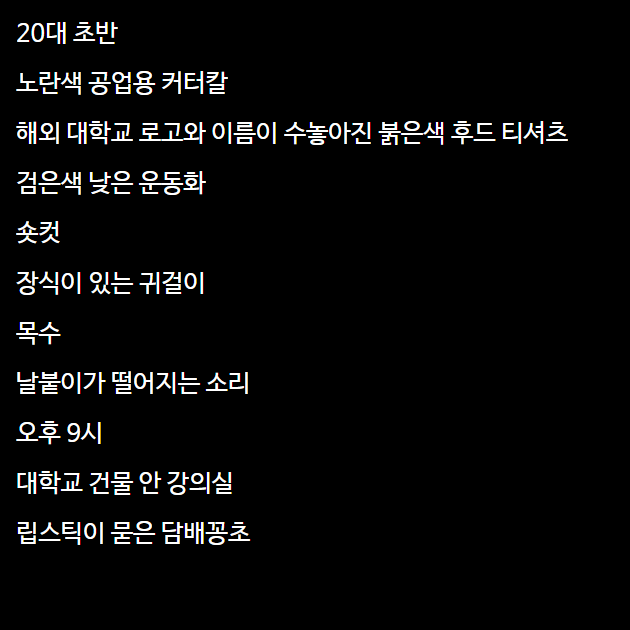 20대 초반
노란색 공업용 커터칼
해외 대학교 로고와 이름이 수놓아진 붉은색 후드 티셔츠
검은색 낮은 운동화
숏컷
장식이 있는 귀걸이
목수
날붙이가 떨어지는 소리
오후 9시
대학교 건물 안 강의실
립스틱이 묻은 담배꽁초